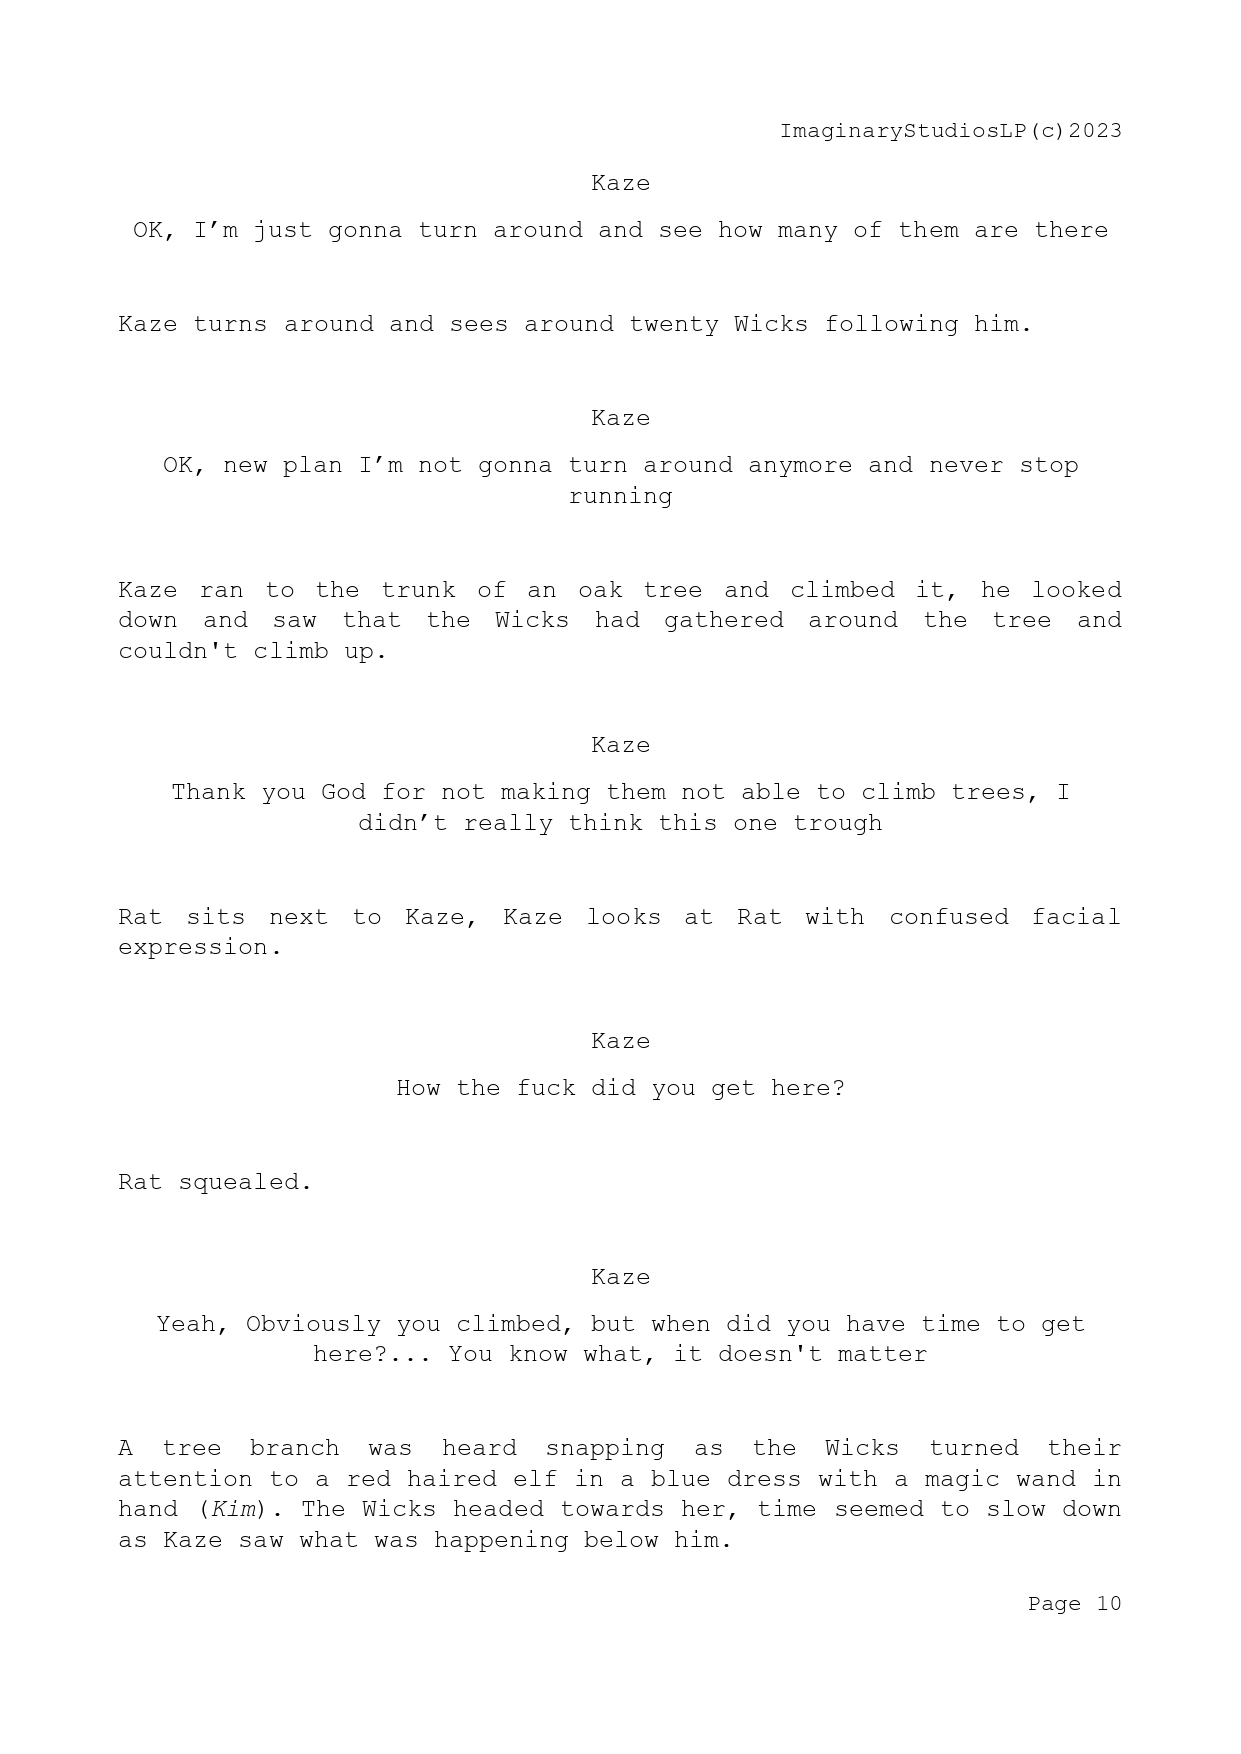 ImaginaryStudiosLP(c)2023
Kaze
OK, I’m just gonna turn around and see how many of them are there
Kaze turns around and sees around twenty Wicks following him.
Kaze
OK, new plan I’m not gonna turn around anymore and never stop
running
Kaze ran to the trunk of an oak tree and climbed it, he looked
down and saw that the Wicks had gathered around the tree and
couldn't climb up.
Kaze
Thank you God for not making them not able to climb trees, I
didn’t really think this one trough
Rat sits next to Kaze, Kaze looks at Rat with confused facial
expression.
Kaze
How the fuck did you get here?
Rat squealed.
Kaze
Yeah, Obviously you climbed, but when did you have time to get
here?... You know what, it doesn't matter
A tree branch was heard snapping as the Wicks turned their
attention to a red haired elf in a blue dress with a magic wand in
hand (Kim). The Wicks headed towards her, time seemed to slow down
as Kaze saw what was happening below him.
Page 10